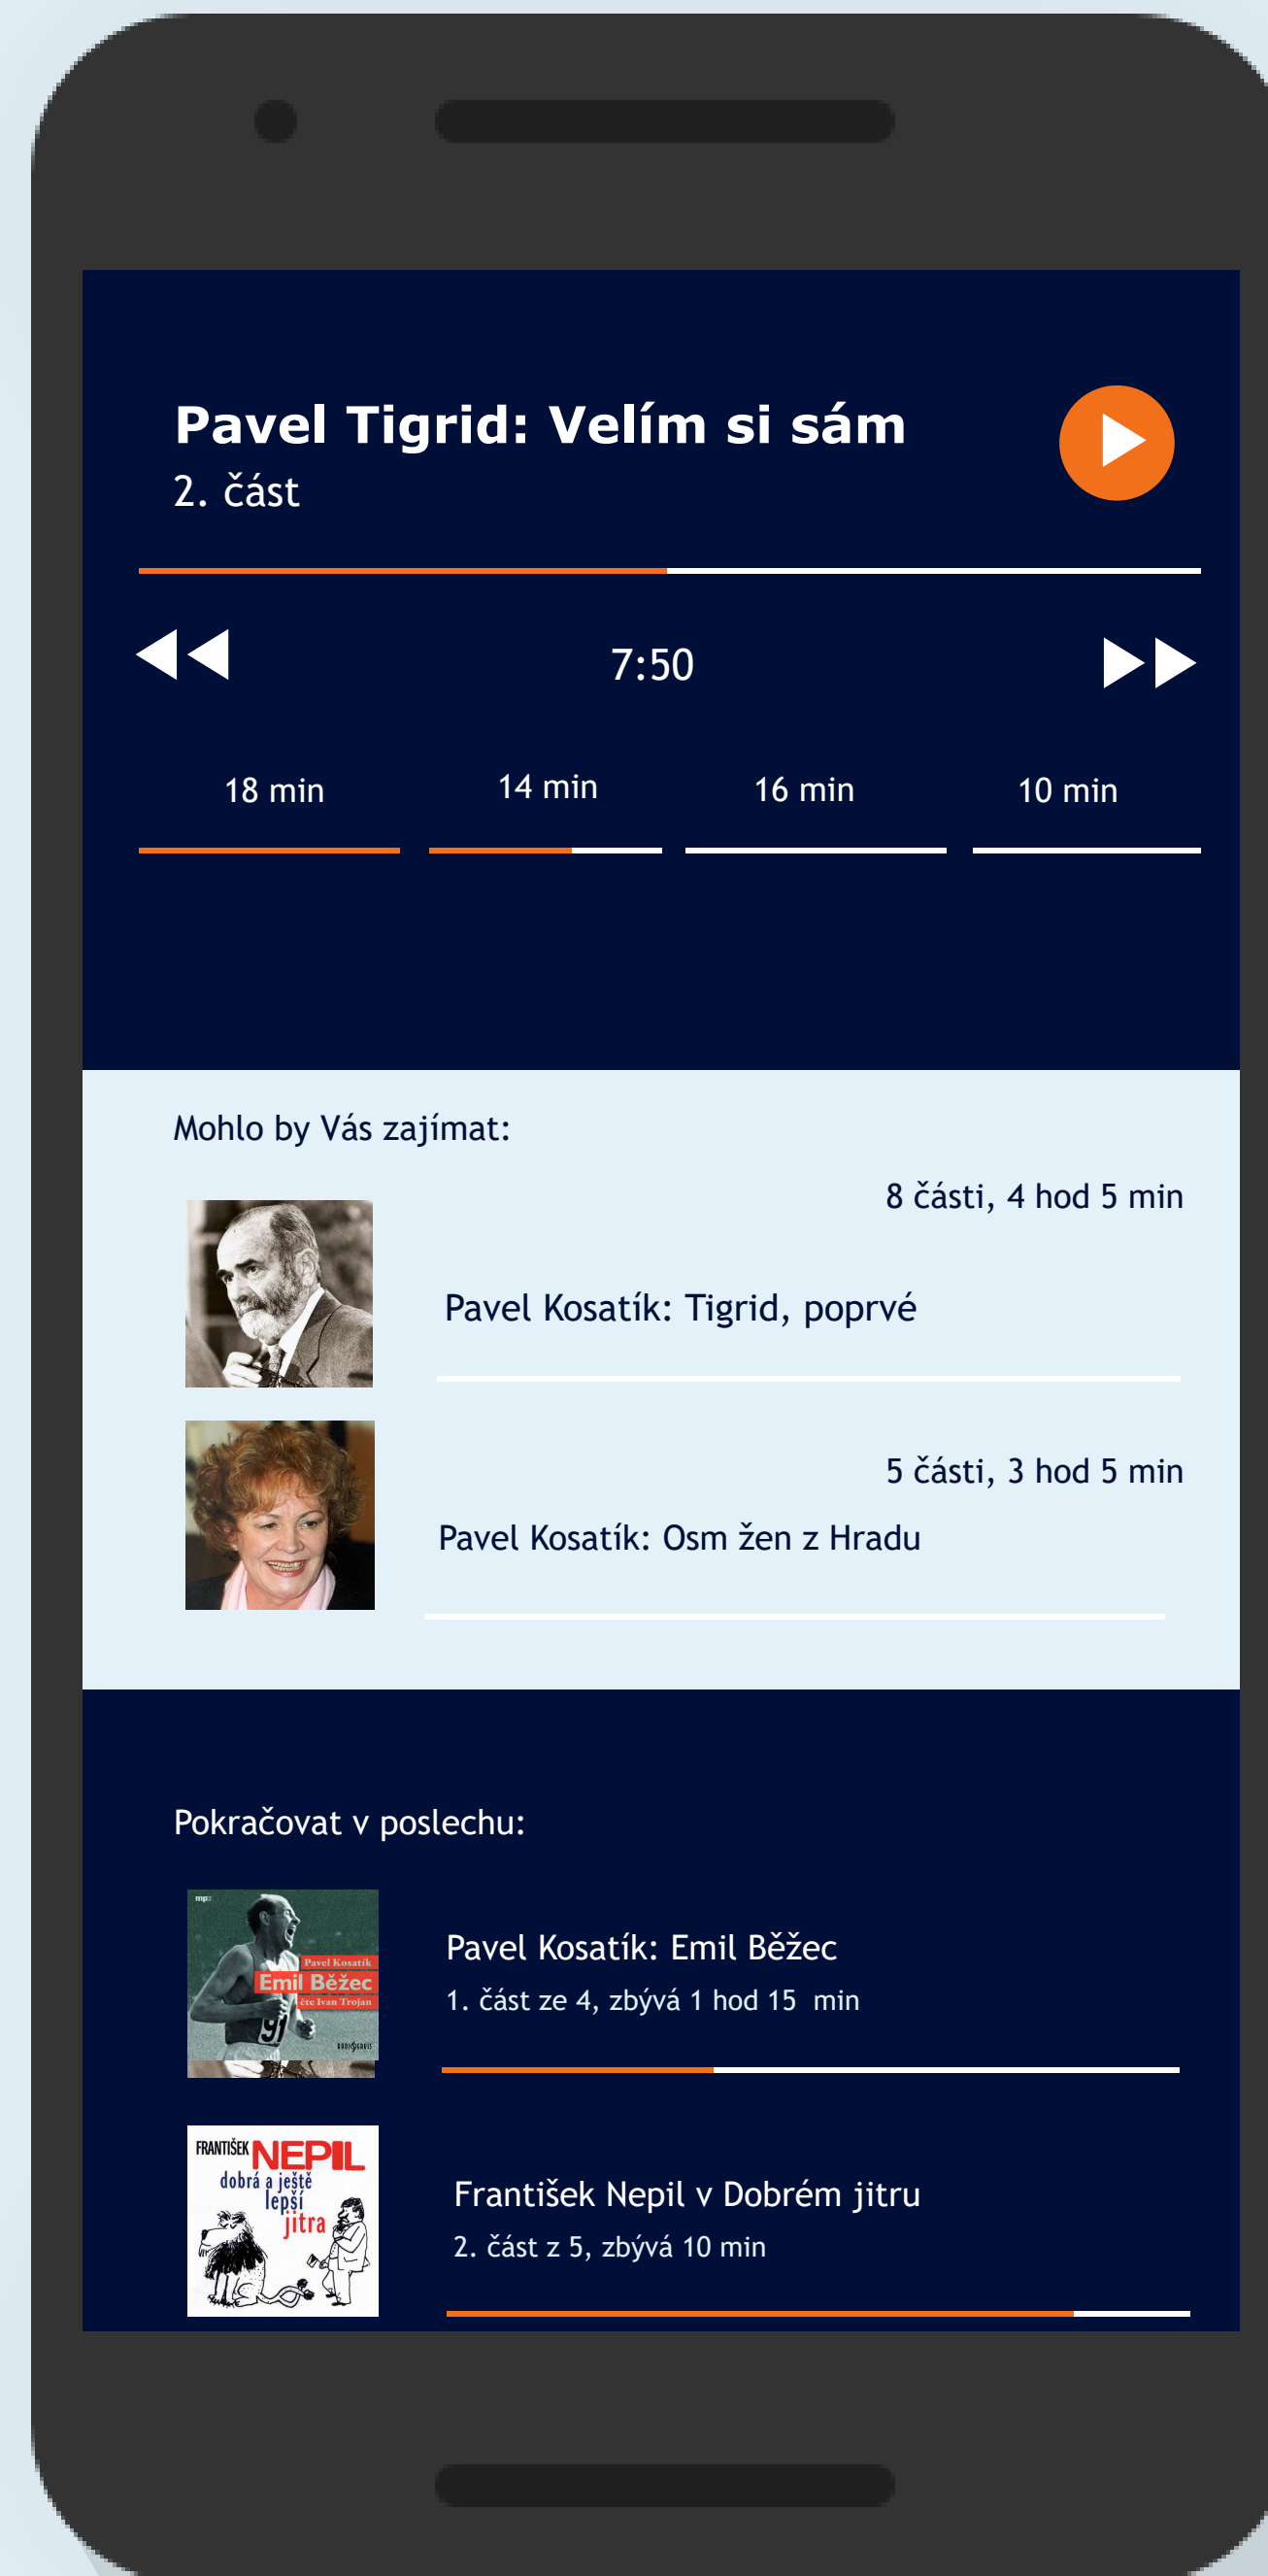 Pavel Tigrid: Velím si sám
2. část
7:50
18 min
14 min
16 min
10 min
Mohlo by Vás zajímat:
8 části, 4 hod 5 min
Pavel Kosatík: Tigrid, poprvé
5 části, 3 hod 5 min
Pavel Kosatík: Osm žen z Hradu
Pokračovat v poslechu:
mp3
Pavel Kosatík
Emil Běžec
čte Ivan Trojan
91
RADIOSERVIS
Pavel Kosatík: Emil Běžec
1. část ze 4, zbývá 1 hod 15 min
FRANTIŠEK NEPIL
dobrá a ještě
lepší
jitra
František Nepil v Dobrém jitru
2. část z 5, zbývá 10 min